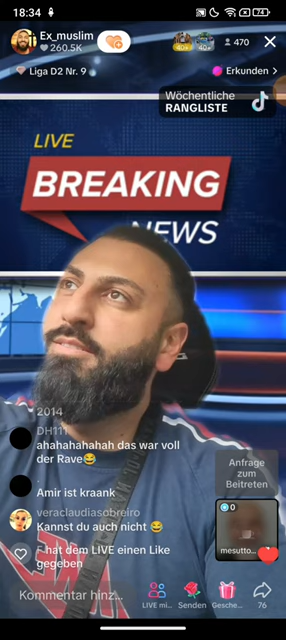 18:34
74
Ex_muslim
260.5K
470
Liga D2 Nr. 9
Erkunden >
Wöchentliche
RANGLISTE
LIVE
BREAKING
NEWS
2014
DH111
ahahahahahah das war voll
der Rave😂
.
Amir ist kraank
veraclaudiasobreiro
Kannst du auch nicht 😂
F hat dem LIVE einen Like
gegeben
Anfrage
zum
Beitreten
0
mesutto...
Kommentar hinz...
LIVE mi...
Senden
Gesche...
76